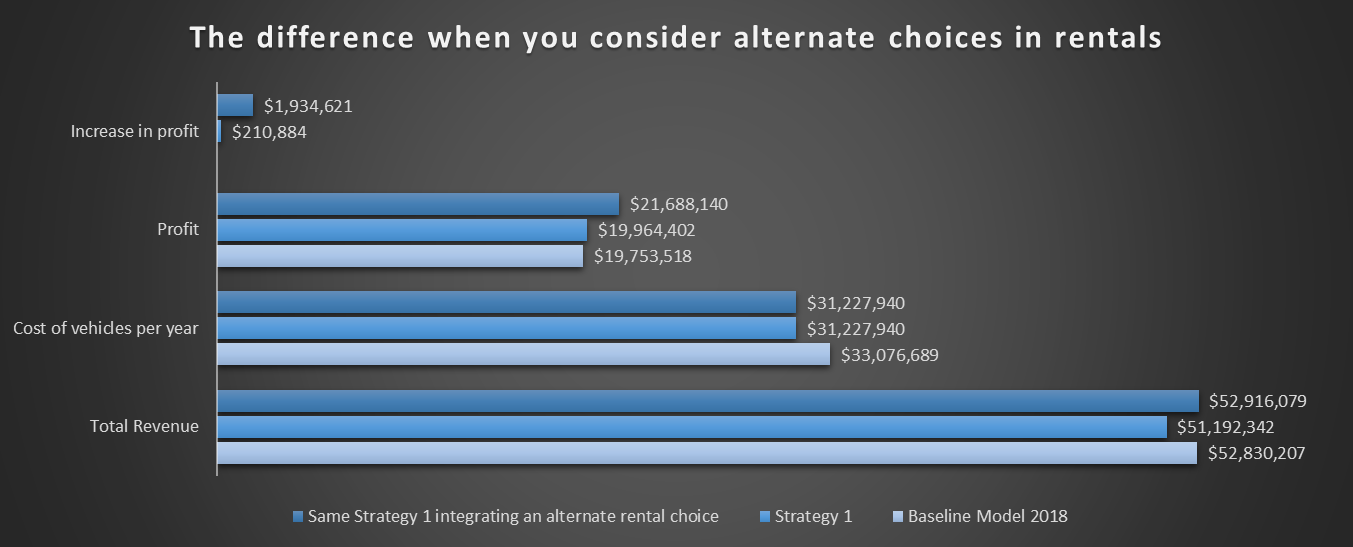 The difference when you consider alternate choices in rentals
$1,934,621
Increase in profit
$210,884
$21,688,140
Profit
$19,964,402
$19,753,518
$31,227,940
Cost of vehicles per year
$31,227,940
$33,076,689
$52,916,079
Total Revenue
$51,192,342
$52,830,207
Same Strategy 1 integrating an alternate rental choice
Strategy 1
Baseline Model 2018